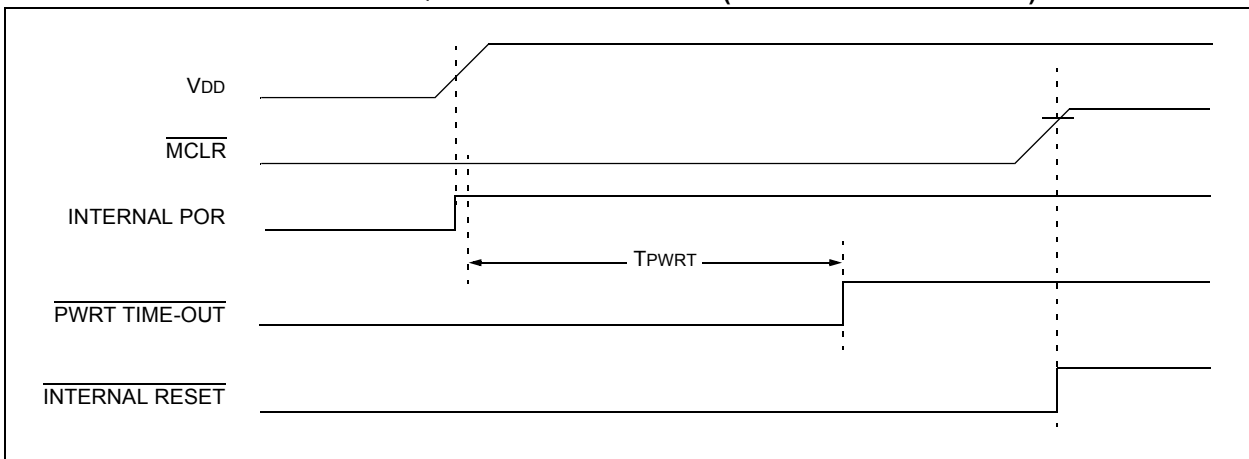 VDD
MCLR
INTERNAL POR
TPWRT
PWRT TIME-OUT
INTERNAL RESET